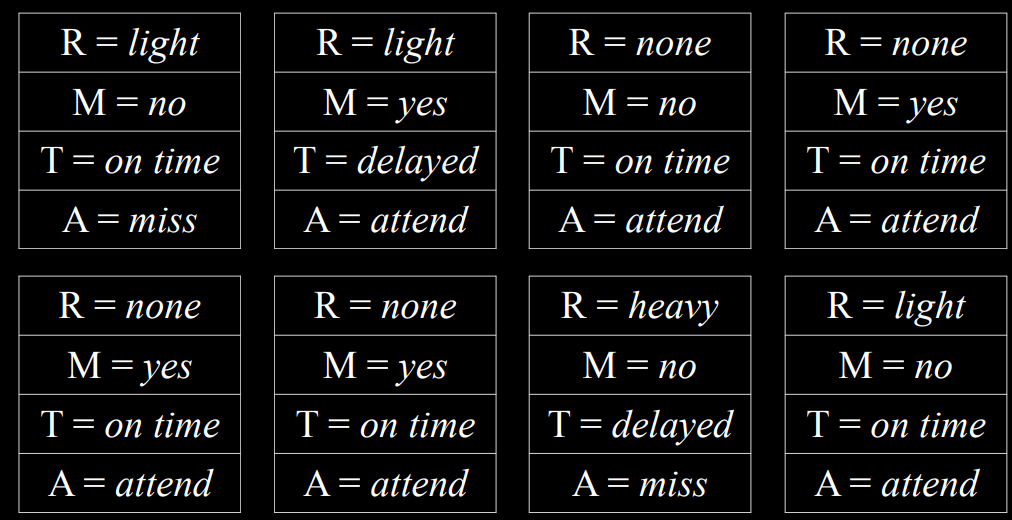 R = light
M = no
T = on time
A = miss
R = light
M = yes
T = delayed
A = attend
R = none
M = no
T = on time
A = attend
R = none
M = yes
T = on time
A = attend
R = none
M = yes
T = on time
A = attend
R = none
M = yes
T = on time
A = attend
R = heavy
M = no
T = delayed
A = miss
R = light
M = no
T = on time
A = attend